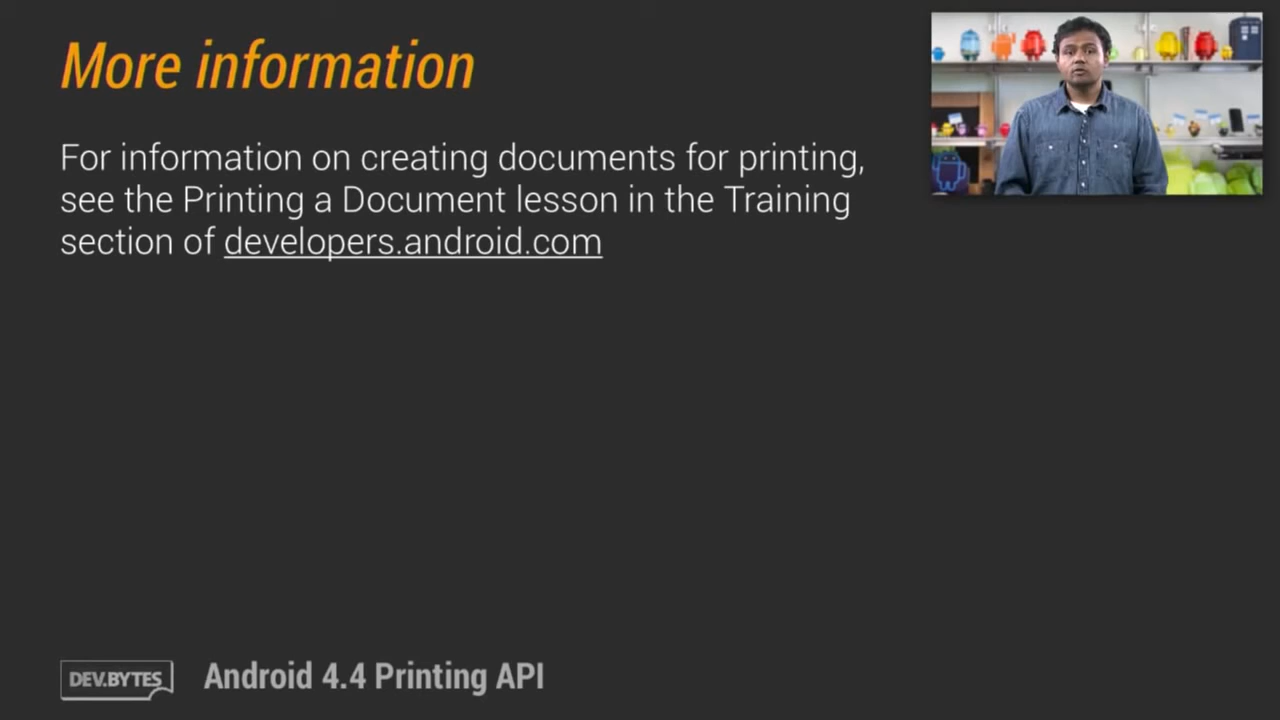 More information
For information on creating documents for printing,
see the Printing a Document lesson in the Training
section of developers.android.com
DEV.BYTES
Android 4.4 Printing API